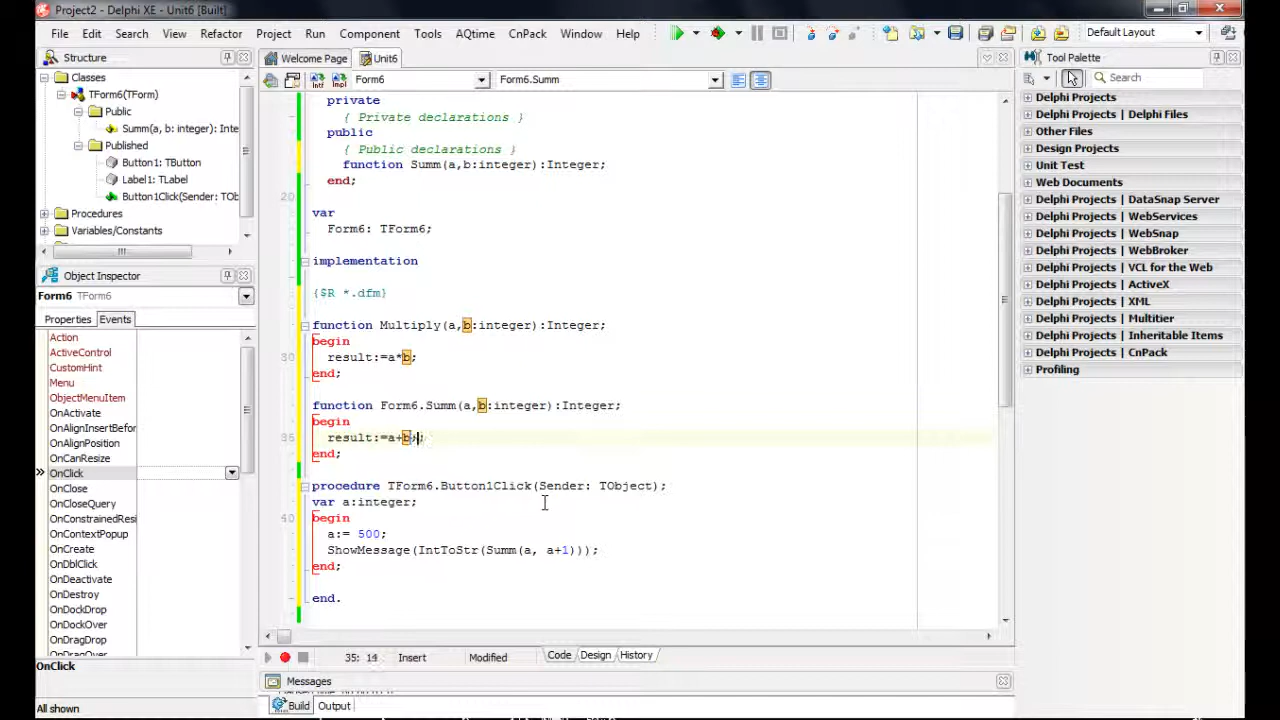 Project2 - Delphi XE - Unit6 [Built]
File Edit Search View Refactor Project Run Component Tools AQtime CnPack Window Help Default Layout
Structure
Classes
TForm6(TForm)
Public
Summ(a, b: integer): Inte
Published
Button1: TButton
Label1: TLabel
Button1Click(Sender: TOb
Procedures
Variables/Constants
Object Inspector
Form6 TForm6
Properties Events
Action
ActiveControl
CustomHint
Menu
ObjectMenuItem
OnActivate
OnAlignInsertBefor
OnAlignPosition
OnCanResize
OnClick
OnClose
OnCloseQuery
OnConstrainedResi
OnContextPopup
OnCreate
OnDblClick
OnDeactivate
OnDestroy
OnDockDrop
OnDockOver
OnDragDrop
OnDragOver
OnClick
All shown
Welcome Page Unit6
Form6 Form6.Summ
private
{ Private declarations }
public
{ Public declarations }
function Summ(a,b:integer):Integer;
end;
20
var
Form6: TForm6;
implementation
{$R *.dfm}
function Multiply(a,b:integer):Integer;
begin
30 result:=a*b;
end;
function Form6.Summ(a,b:integer):Integer;
begin
35 result:=a+b;;
end;
procedure TForm6.Button1Click(Sender: TObject);
var a:integer;
40 begin
a:= 500;
ShowMessage(IntToStr(Summ(a, a+1)));
end;
end.
35: 14 Insert Modified Code Design History
Messages
Build Output
Tool Palette
Search
Delphi Projects
Delphi Projects | Delphi Files
Other Files
Design Projects
Unit Test
Web Documents
Delphi Projects | DataSnap Server
Delphi Projects | WebServices
Delphi Projects | WebSnap
Delphi Projects | WebBroker
Delphi Projects | VCL for the Web
Delphi Projects | ActiveX
Delphi Projects | XML
Delphi Projects | Multitier
Delphi Projects | Inheritable Items
Delphi Projects | CnPack
Profiling